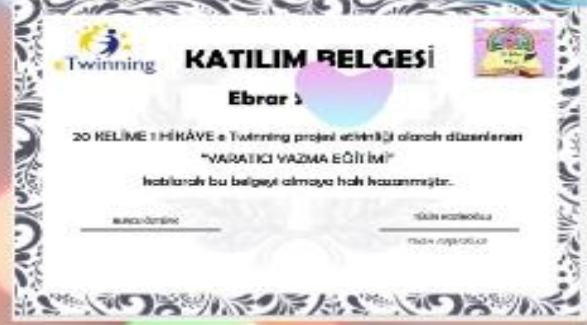 eTwinning
KATILIM BELGESİ
Ebrar
20 KELİME 1 HİKÂYE e Twinning projesi etkinliği olarak düzenlenen
"YARATICI YAZMA EĞİTİMİ"
katılarak bu belgeyi almaya hak kazanmıştır.